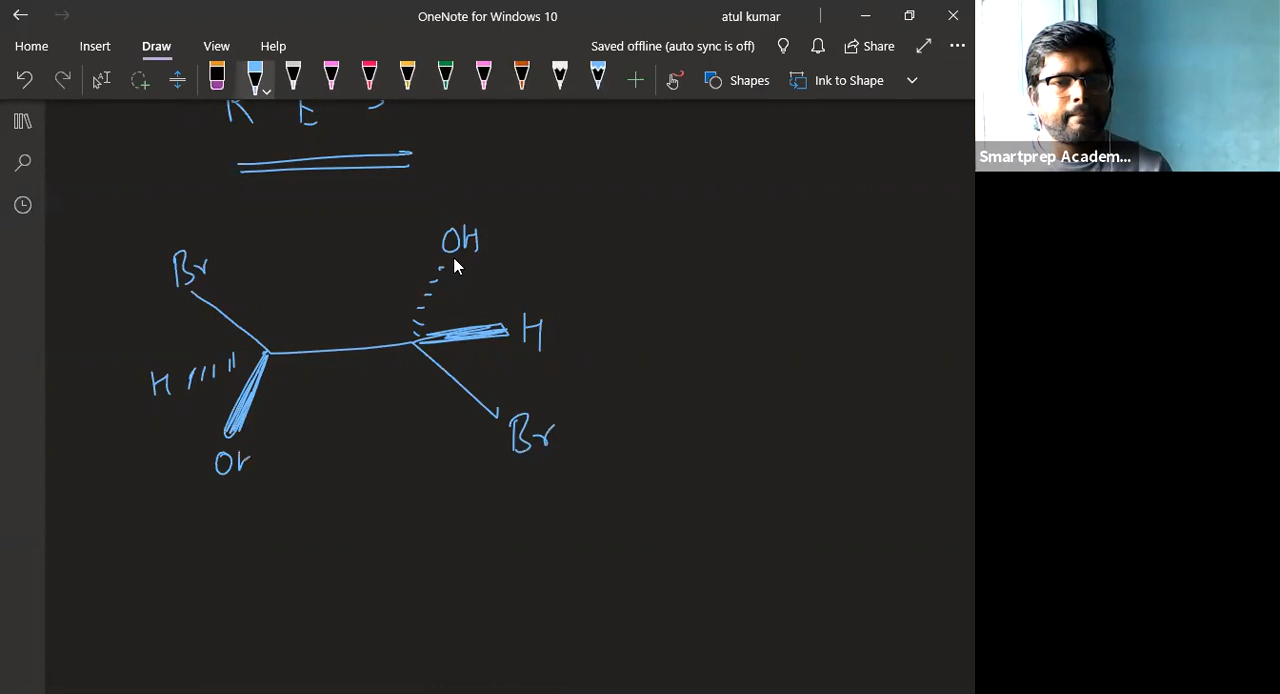 OneNote for Windows 10
atul kumar
Home Insert Draw View Help
Saved offline (auto sync is off)
Share
Shapes
Ink to Shape
Smartprep Academ...
OH
Br
H
H
Br
OH